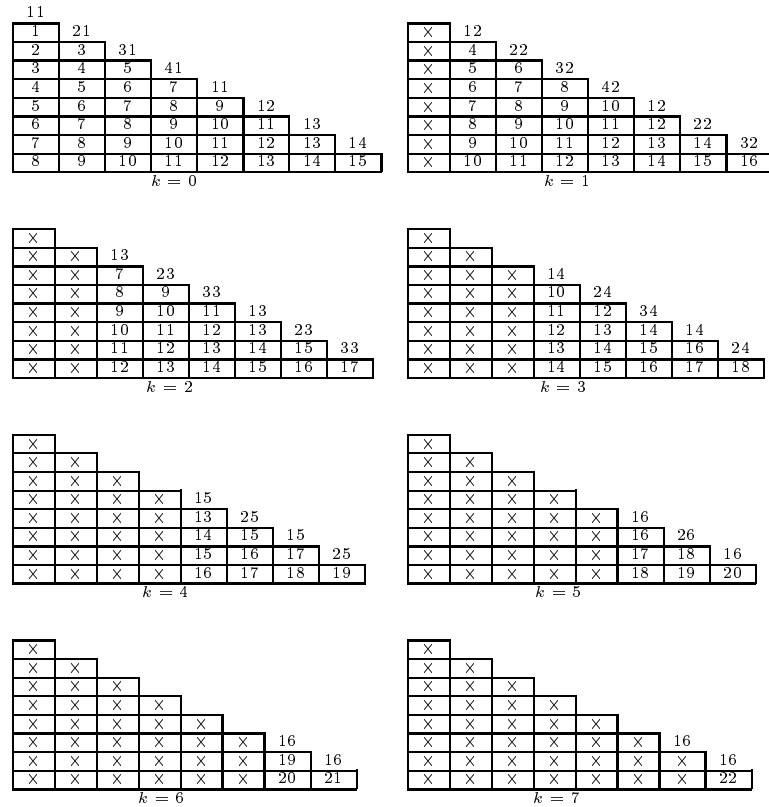 11
1 21
2 3 31
3 4 5 41
4 5 6 7 11
5 6 7 8 9 12
6 7 8 9 10 11 13
7 8 9 10 11 12 13 14
8 9 10 11 12 13 14 15
k = 0
× 12
× 4 22
× 5 6 32
× 6 7 8 42
× 7 8 9 10 12
× 8 9 10 11 12 22
× 9 10 11 12 13 14 32
× 10 11 12 13 14 15 16
k = 1
×
× × 13
× × 7 23
× × 8 9 33
× × 9 10 11 13
× × 10 11 12 13 23
× × 11 12 13 14 15 33
× × 12 13 14 15 16 17
k = 2
×
× ×
× × × 14
× × × 10 24
× × × 11 12 34
× × × 12 13 14 14
× × × 13 14 15 16 24
× × × 14 15 16 17 18
k = 3
×
× ×
× × ×
× × × × 15
× × × × 13 25
× × × × 14 15 15
× × × × 15 16 17 25
× × × × 16 17 18 19
k = 4
×
× ×
× × ×
× × × ×
× × × × × 16
× × × × × 16 26
× × × × × 17 18 16
× × × × × 18 19 20
k = 5
×
× ×
× × ×
× × × ×
× × × × ×
× × × × × × 16
× × × × × × 19 16
× × × × × × 20 21
k = 6
×
× ×
× × ×
× × × ×
× × × × ×
× × × × × × 16
× × × × × × × 16
× × × × × × × 22
k = 7